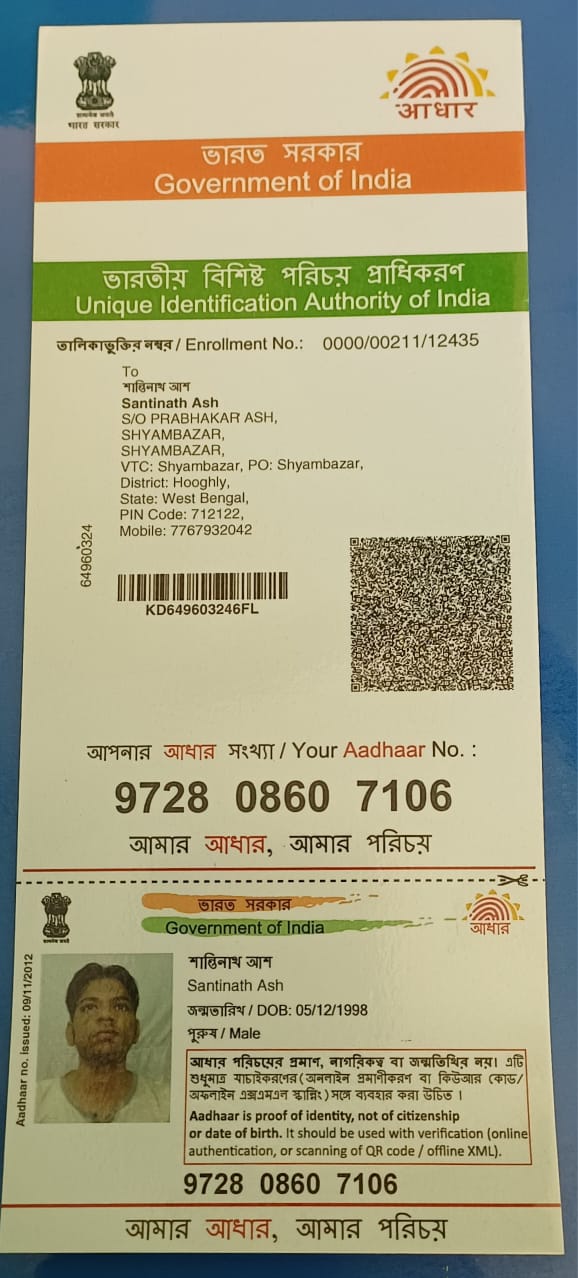 आधार
ভারত সরকার
Government of India
ভারতীয় বিশিষ্ট পরিচয় প্রাধিকরণ
Unique Identification Authority of India
তালিকাভুক্তির নম্বর / Enrollment No.: 0000/00211/12435
To
শান্তিনাথ আশ
Santinath Ash
S/O PRABHAKAR ASH,
SHYAMBAZAR,
SHYAMBAZAR,
VTC: Shyambazar, PO: Shyambazar,
District: Hooghly,
State: West Bengal,
PIN Code: 712122,
Mobile: 7767932042
64960324
KD649603246FL
আপনার আধার সংখ্যা / Your Aadhaar No. :
9728 0860 7106
আমার আধার, আমার পরিচয়
ভারত সরকার
Government of India
আধার
Aadhaar no. issued: 09/11/2012
শান্তিনাথ আশ
Santinath Ash
জন্মতারিখ / DOB: 05/12/1998
পুরুষ / Male
আধার পরিচয়ের প্রমাণ, নাগরিকত্ব বা জন্মতিথির নয়। এটি
শুধুমাত্র যাচাইকরণের (অনলাইন প্রমাণীকরণ বা কিউআর কোড/
অফলাইন এক্সএমএল স্ক্যানিং) সঙ্গে ব্যবহার করা উচিত ।
Aadhaar is proof of identity, not of citizenship
or date of birth. It should be used with verification (online
authentication, or scanning of QR code / offline XML).
9728 0860 7106
আমার আধার, আমার পরিচয়